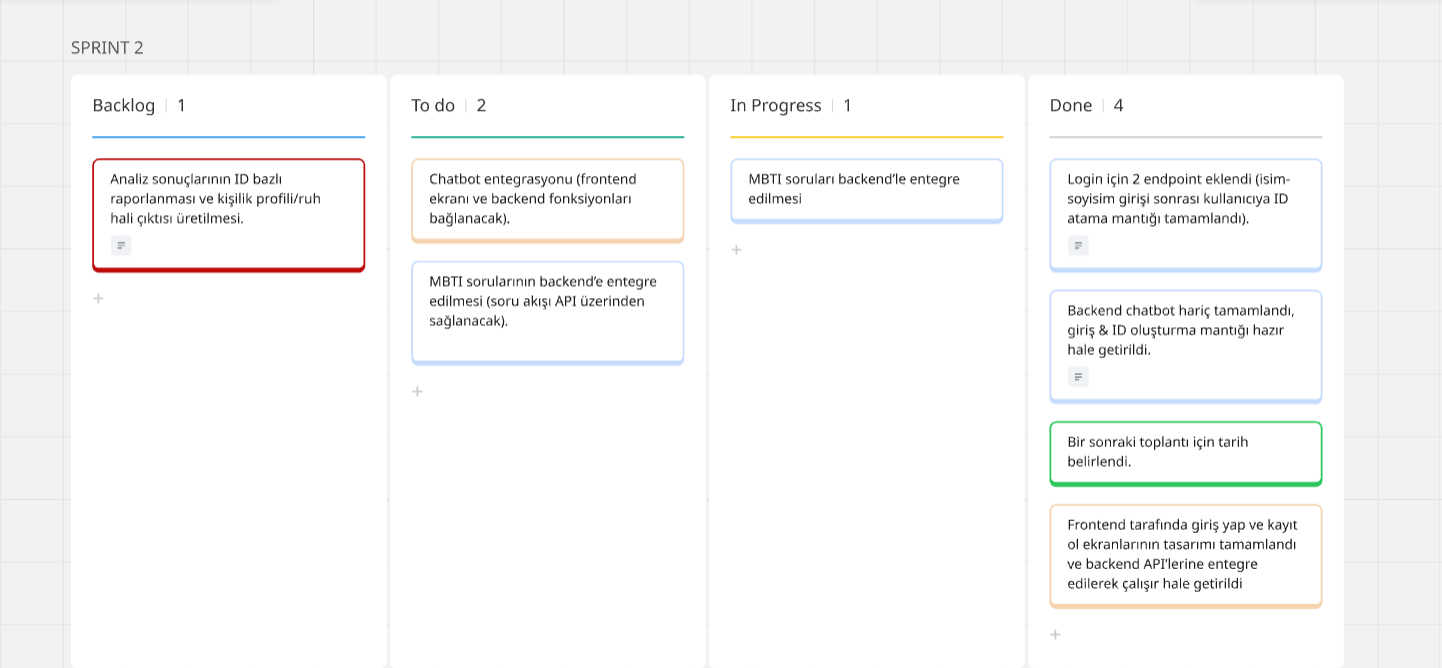 SPRINT 2
Backlog | 1
Analiz sonuçlarının ID bazlı
raporlanması ve kişilik profili/ruh
hali çıktısı üretilmesi.
+
To do | 2
Chatbot entegrasyonu (frontend
ekranı ve backend fonksiyonları
bağlanacak).
MBTI sorularının backend’e entegre
edilmesi (soru akışı API üzerinden
sağlanacak).
+
In Progress | 1
MBTI soruları backend’le entegre
edilmesi
+
Done | 4
Login için 2 endpoint eklendi (isim-
soyisim girişi sonrası kullanıcıya ID
atama mantığı tamamlandı).
Backend chatbot hariç tamamlandı,
giriş & ID oluşturma mantığı hazır
hale getirildi.
Bir sonraki toplantı için tarih
belirlendi.
Frontend tarafında giriş yap ve kayıt
ol ekranlarının tasarımı tamamlandı
ve backend API’lerine entegre
edilerek çalışır hale getirildi
+